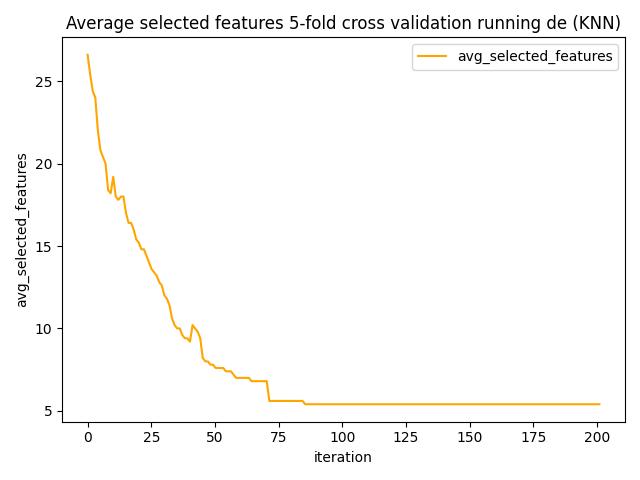 Average selected features 5-fold cross validation running de (KNN)
avg_selected_features
avg_selected_features
25
20
15
10
5
0 25 50 75 100 125 150 175 200
iteration